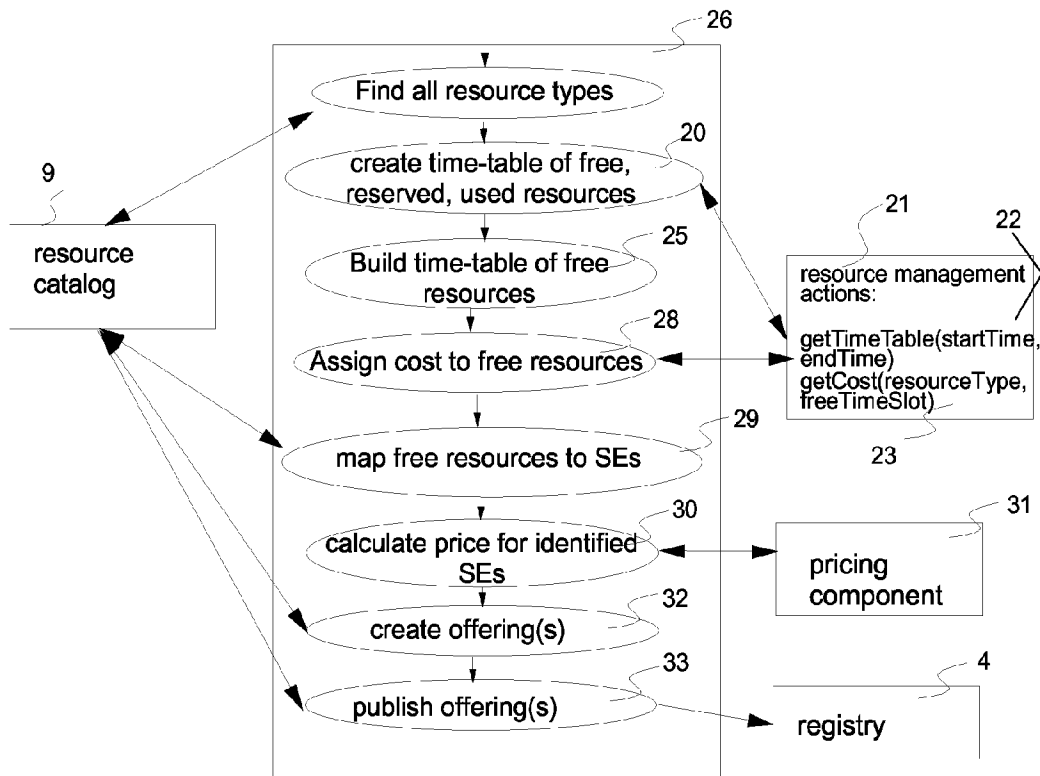 26
Find all resource types
20
create time-table of free,
reserved, used resources
9
resource
catalog
25
Build time-table of free
resources
21
22
resource management
actions:
getTimeTable(startTime,
endTime)
getCost(resourceType,
freeTimeSlot)
23
28
Assign cost to free resources
29
map free resources to SEs
30
calculate price for identified
SEs
31
pricing
component
32
create offering(s)
33
publish offering(s)
4
registry